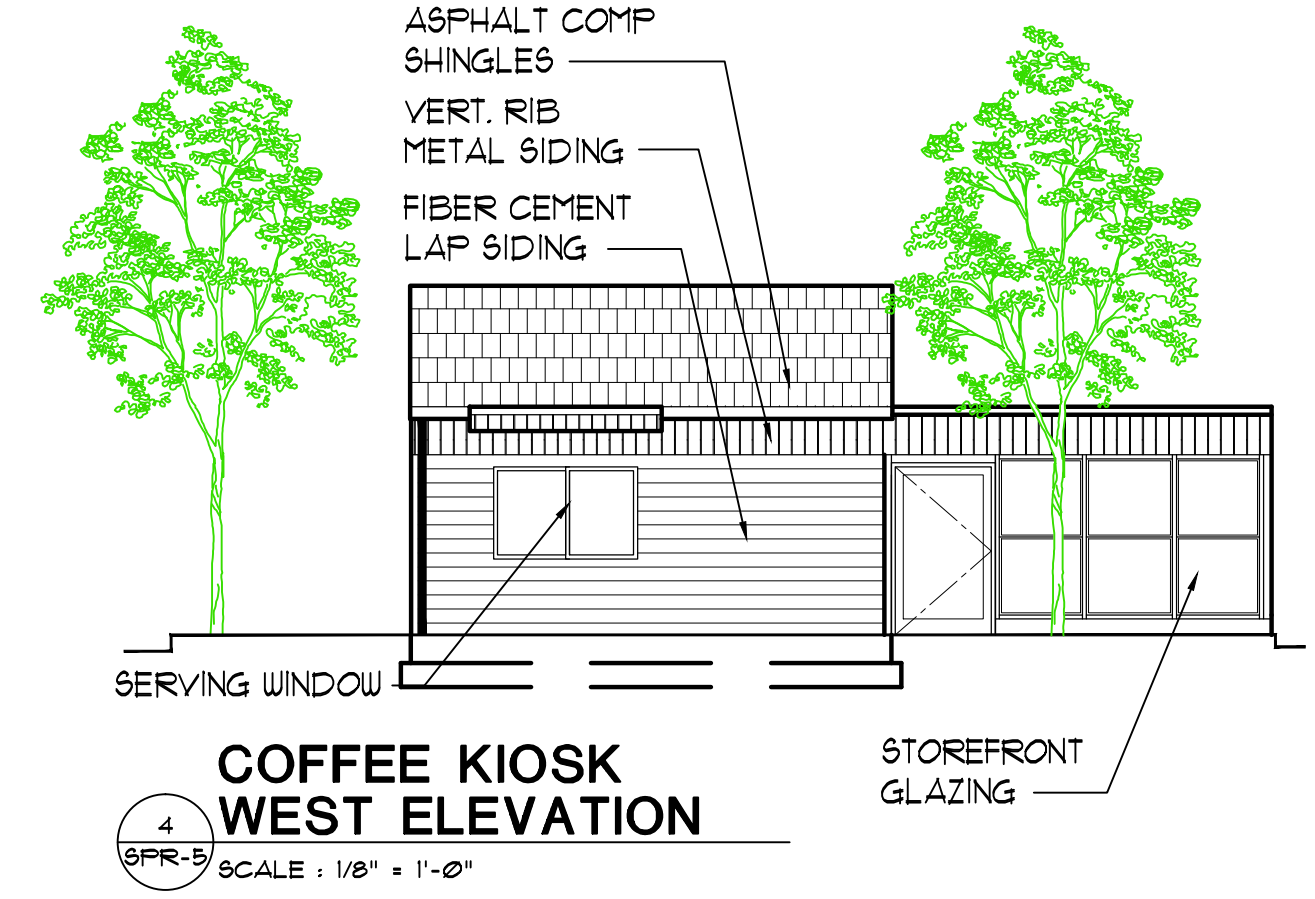 ASPHALT COMP
SHINGLES
VERT. RIB
METAL SIDING
FIBER CEMENT
LAP SIDING
SERVING WINDOW
STOREFRONT
GLAZING
COFFEE KIOSK
WEST ELEVATION
4
SPR-5
SCALE : 1/8" = 1'-0"